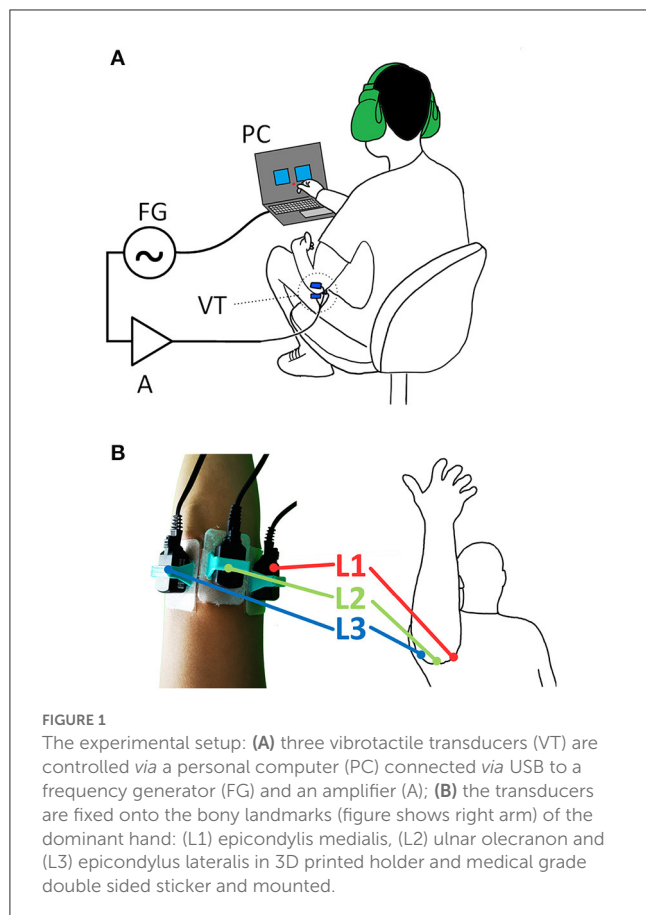 A
PC
FG
VT
A
B
L1
L2
L3
FIGURE 1
The experimental setup: (A) three vibrotactile transducers (VT) are
controlled via a personal computer (PC) connected via USB to a
frequency generator (FG) and an amplifier (A); (B) the transducers
are fixed onto the bony landmarks (figure shows right arm) of the
dominant hand: (L1) epicondylis medialis, (L2) ulnar olecranon and
(L3) epicondylus lateralis in 3D printed holder and medical grade
double sided sticker and mounted.